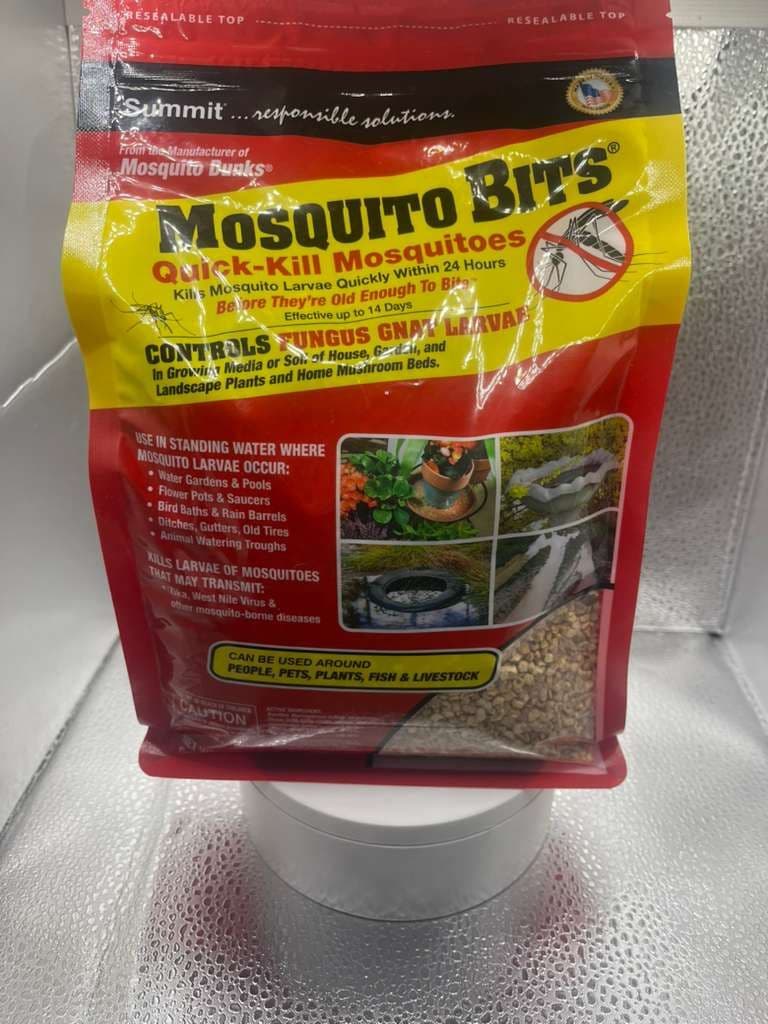 RESEALABLE TOP
RESEALABLE TOP
Summit® ...responsible solutions.
From the Manufacturer of
Mosquito Dunks®
MOSQUITO BITS®
Quick-Kill Mosquitoes
Kills Mosquito Larvae Quickly Within 24 Hours
Before They're Old Enough To Bite™
Effective up to 14 Days
CONTROLS FUNGUS GNAT LARVAE
In Growing Media or Soil of House, Garden, and
Landscape Plants and Home Mushroom Beds.
USE IN STANDING WATER WHERE
MOSQUITO LARVAE OCCUR:
• Water Gardens & Pools
• Flower Pots & Saucers
• Bird Baths & Rain Barrels
• Ditches, Gutters, Old Tires
• Animal Watering Troughs
KILLS LARVAE OF MOSQUITOES
THAT MAY TRANSMIT:
• Zika, West Nile Virus &
other mosquito-borne diseases
CAN BE USED AROUND
PEOPLE, PETS, PLANTS, FISH & LIVESTOCK
CAUTION
ACTIVE INGREDIENT: